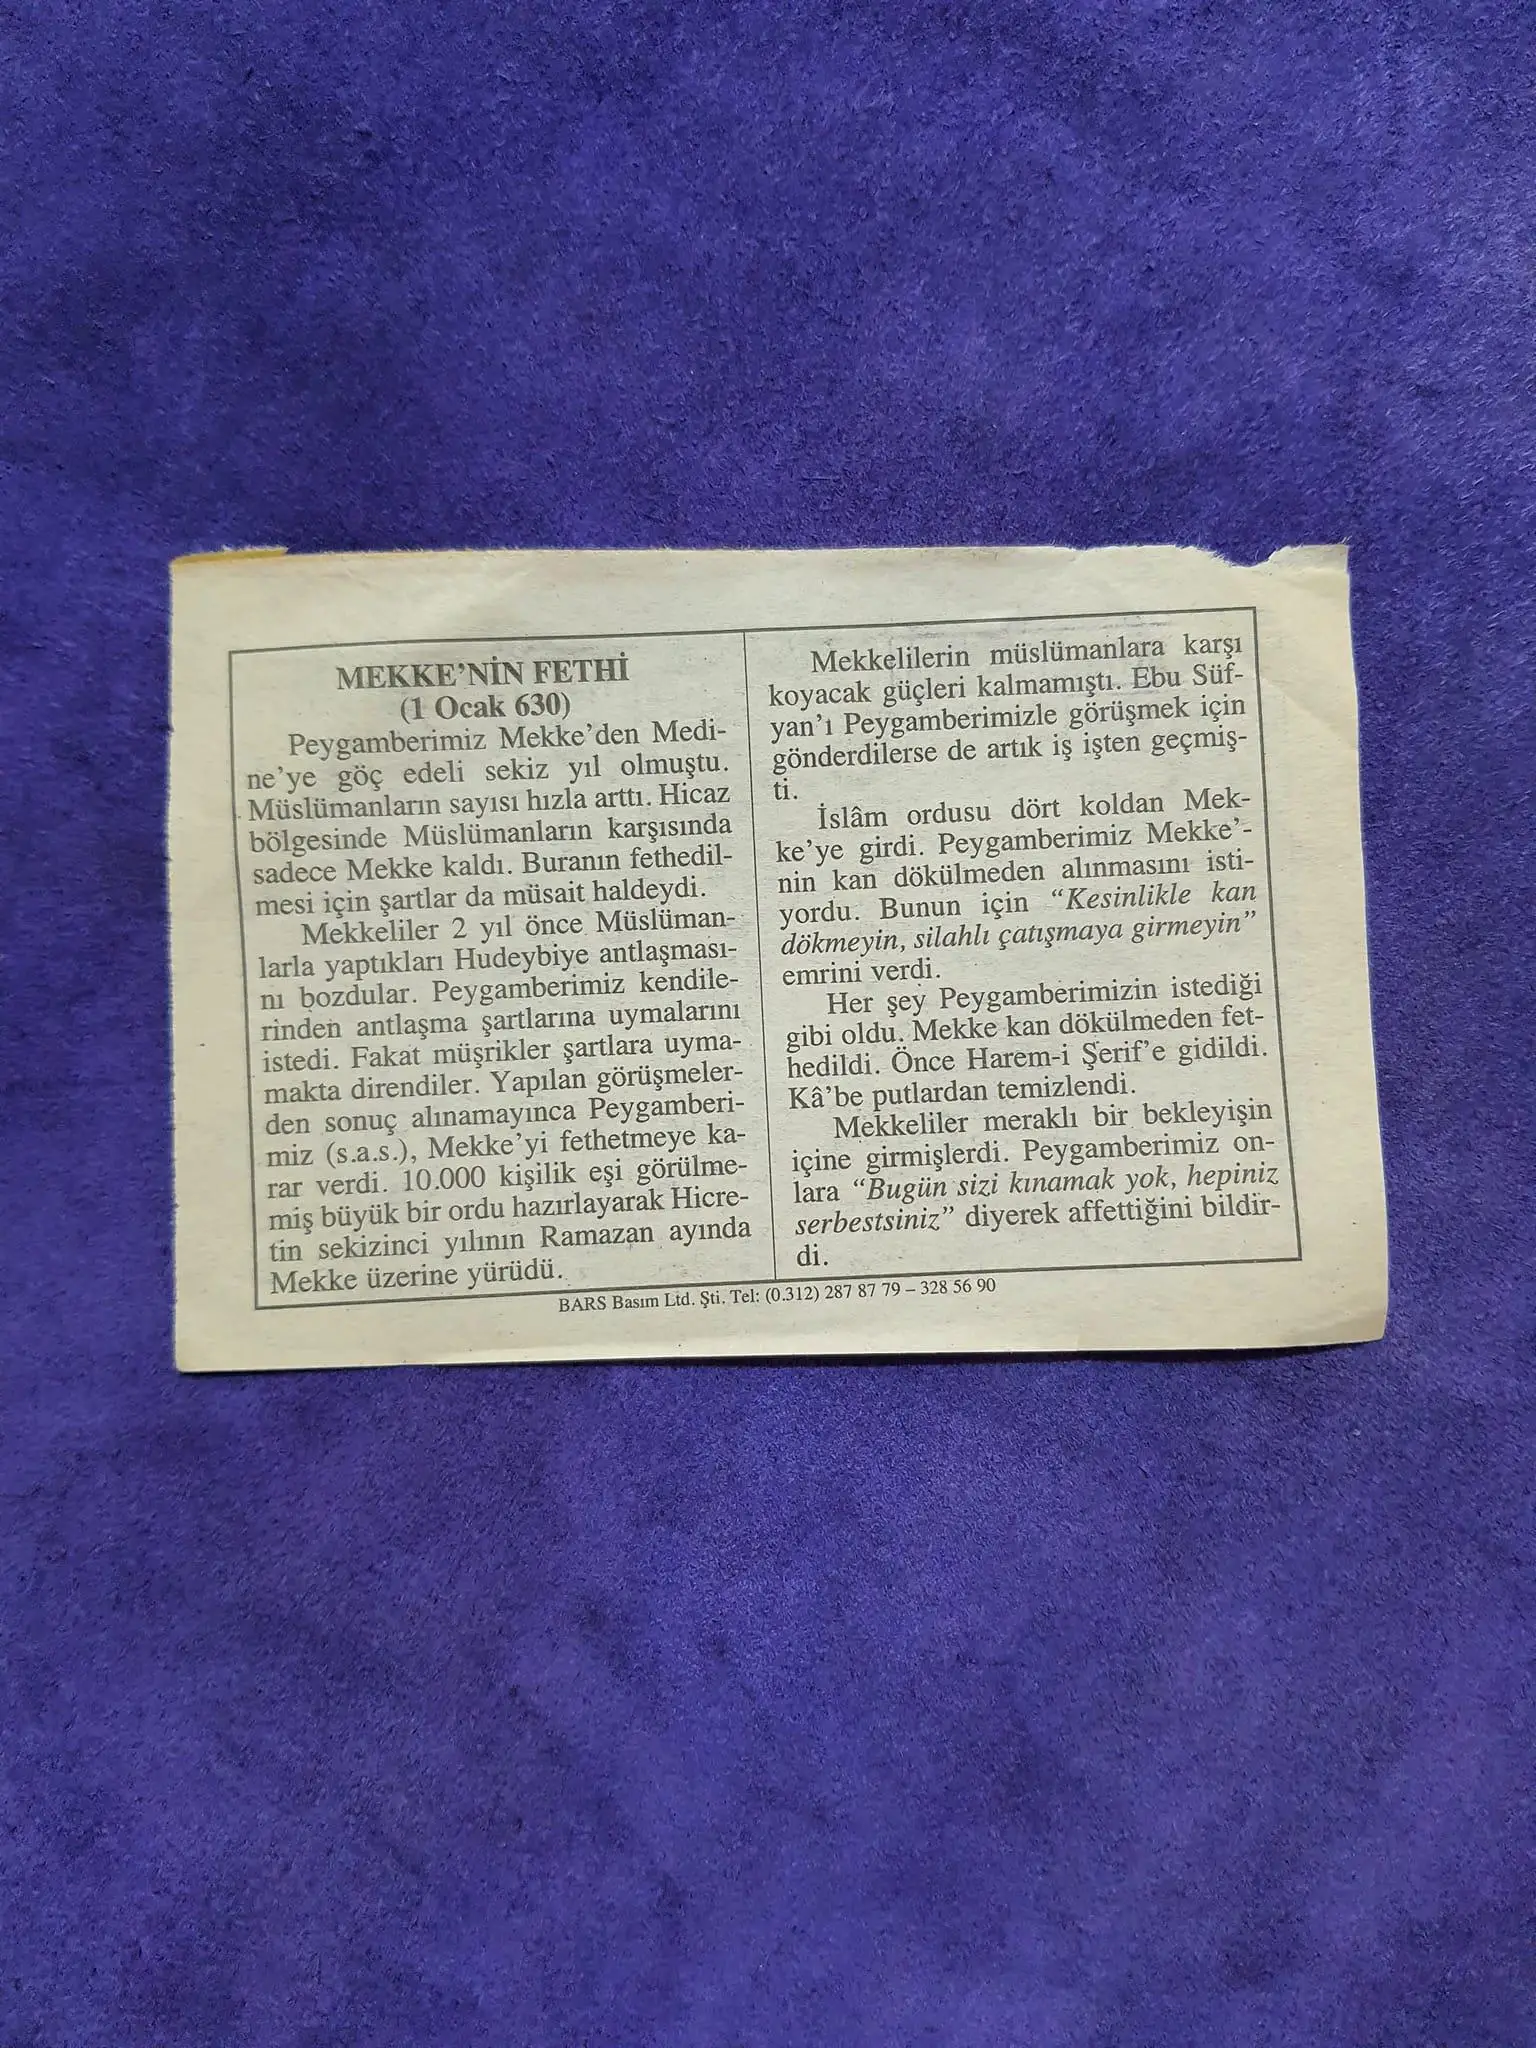 MEKKE'NİN FETHİ
(1 Ocak 630)
Peygamberimiz Mekke'den Medi-
ne'ye göç edeli sekiz yıl olmuştu.
Müslümanların sayısı hızla arttı. Hicaz
bölgesinde Müslümanların karşısında
sadece Mekke kaldı. Buranın fethedil-
mesi için şartlar da müsait haldeydi.
Mekkeliler 2 yıl önce Müslüman-
larla yaptıkları Hudeybiye antlaşması-
nı bozdular. Peygamberimiz kendile-
rinden antlaşma şartlarına uymalarını
istedi. Fakat müşrikler şartlara uyma-
makta direndiler. Yapılan görüşmeler-
den sonuç alınamayınca Peygamberi-
miz (s.a.s.), Mekke'yi fethetmeye ka-
rar verdi. 10.000 kişilik eşi görülme-
miş büyük bir ordu hazırlayarak Hicre-
tin sekizinci yılının Ramazan ayında
Mekke üzerine yürüdü.
Mekkelilerin müslümanlara karşı
koyacak güçleri kalmamıştı. Ebu Süf-
yan'ı Peygamberimizle görüşmek için
gönderdilerse de artık iş işten geçmiş-
ti.
İslâm ordusu dört koldan Mek-
ke'ye girdi. Peygamberimiz Mekke'-
nin kan dökülmeden alınmasını isti-
yordu. Bunun için "Kesinlikle kan
dökmeyin, silahlı çatışmaya girmeyin"
emrini verdi.
Her şey Peygamberimizin istediği
gibi oldu. Mekke kan dökülmeden fet-
hedildi. Önce Harem-i Şerif'e gidildi.
Kâ'be putlardan temizlendi.
Mekkeliler meraklı bir bekleyişin
içine girmişlerdi. Peygamberimiz on-
lara "Bugün sizi kınamak yok, hepiniz
serbestsiniz" diyerek affettiğini bildir-
di.
BARS Basım Ltd. Şti. Tel: (0.312) 287 87 79 – 328 56 90